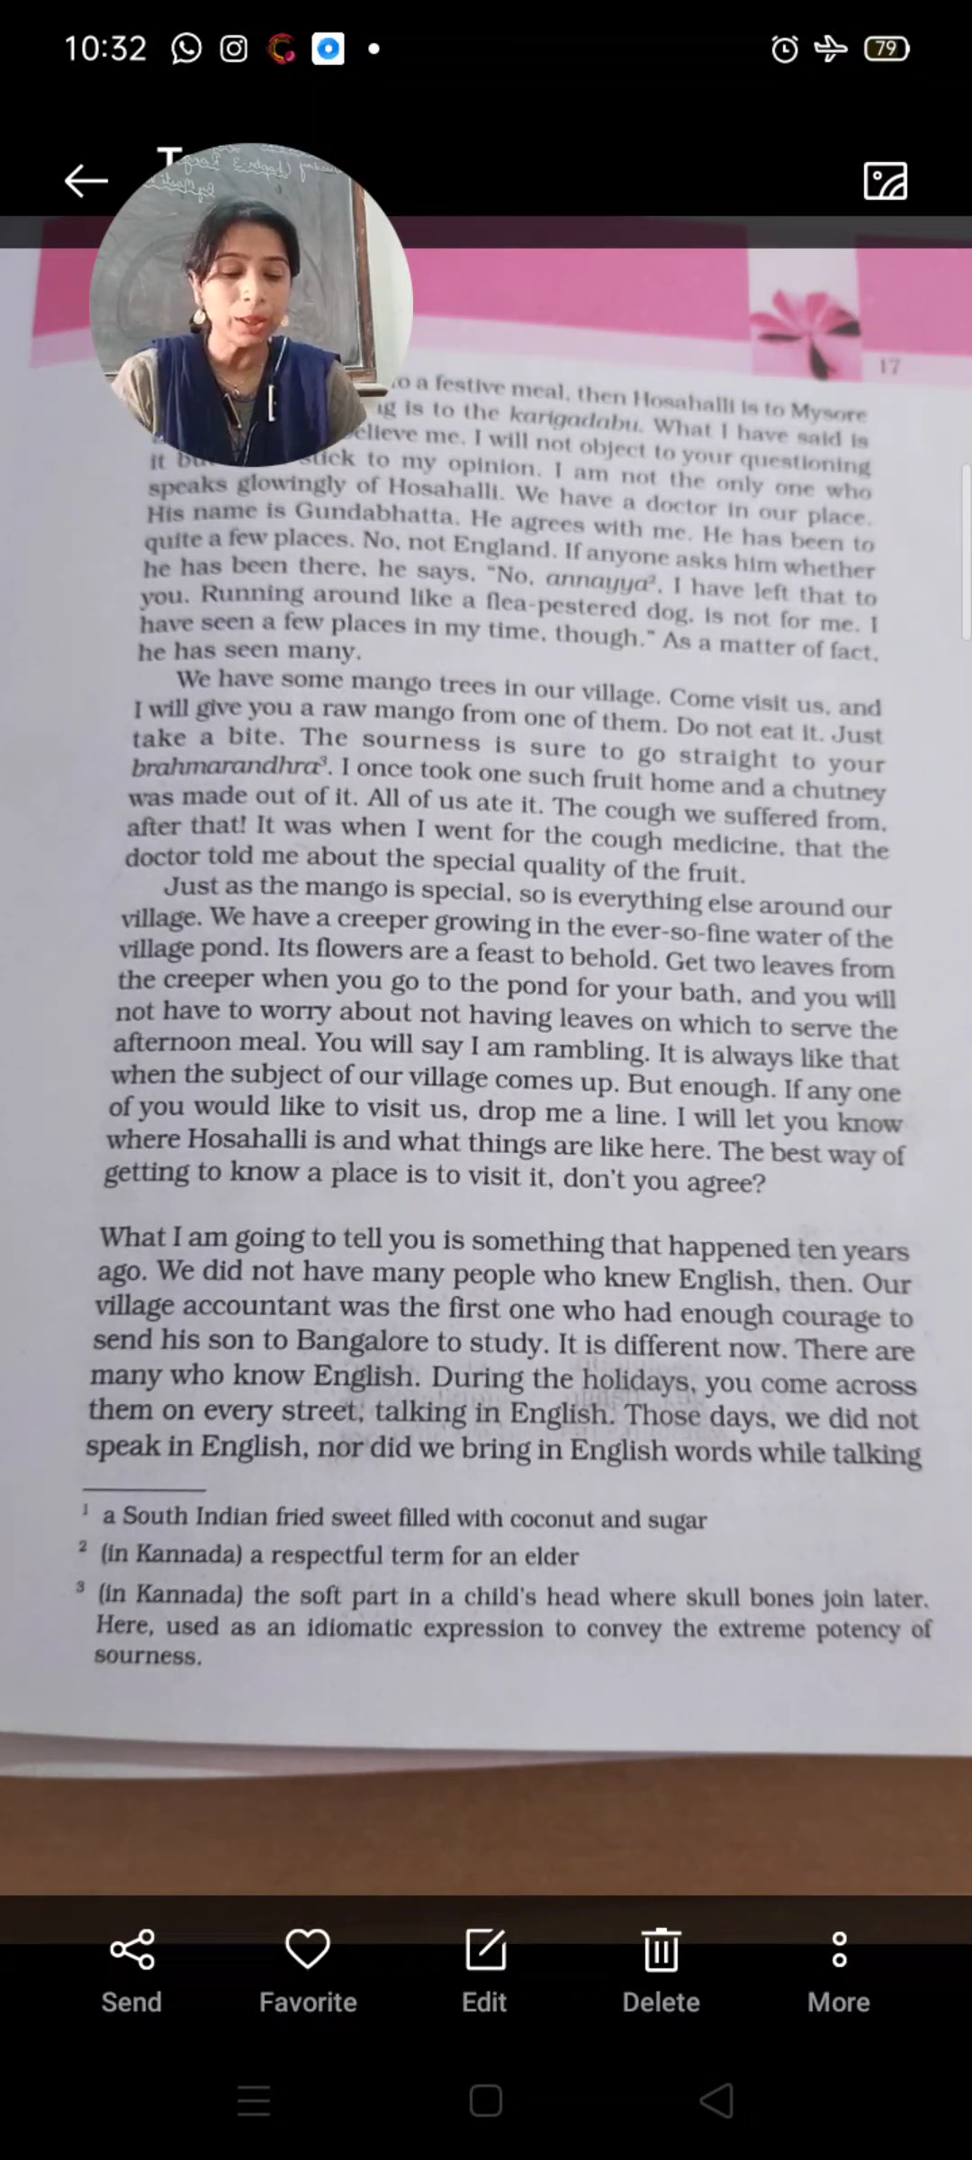 10:32
79
T
17
to a festive meal, then Hosahalli is to Mysore
is to the karigadabu. What I have said is
believe me. I will not object to your questioning
it stick to my opinion. I am not the only one who
speaks glowingly of Hosahalli. We have a doctor in our place.
His name is Gundabhatta. He agrees with me. He has been to
quite a few places. No, not England. If anyone asks him whether
he has been there, he says, "No, annayya², I have left that to
you. Running around like a flea-pestered dog, is not for me. I
have seen a few places in my time, though." As a matter of fact,
he has seen many.
We have some mango trees in our village. Come visit us, and
I will give you a raw mango from one of them. Do not eat it. Just
take a bite. The sourness is sure to go straight to your
brahmarandhra³. I once took one such fruit home and a chutney
was made out of it. All of us ate it. The cough we suffered from,
after that! It was when I went for the cough medicine, that the
doctor told me about the special quality of the fruit.
Just as the mango is special, so is everything else around our
village. We have a creeper growing in the ever-so-fine water of the
village pond. Its flowers are a feast to behold. Get two leaves from
the creeper when you go to the pond for your bath, and you will
not have to worry about not having leaves on which to serve the
afternoon meal. You will say I am rambling. It is always like that
when the subject of our village comes up. But enough. If any one
of you would like to visit us, drop me a line. I will let you know
where Hosahalli is and what things are like here. The best way of
getting to know a place is to visit it, don't you agree?
What I am going to tell you is something that happened ten years
ago. We did not have many people who knew English, then. Our
village accountant was the first one who had enough courage to
send his son to Bangalore to study. It is different now. There are
many who know English. During the holidays, you come across
them on every street, talking in English. Those days, we did not
speak in English, nor did we bring in English words while talking
¹ a South Indian fried sweet filled with coconut and sugar
² (in Kannada) a respectful term for an elder
³ (in Kannada) the soft part in a child's head where skull bones join later.
Here, used as an idiomatic expression to convey the extreme potency of
sourness.
Send Favorite Edit Delete More